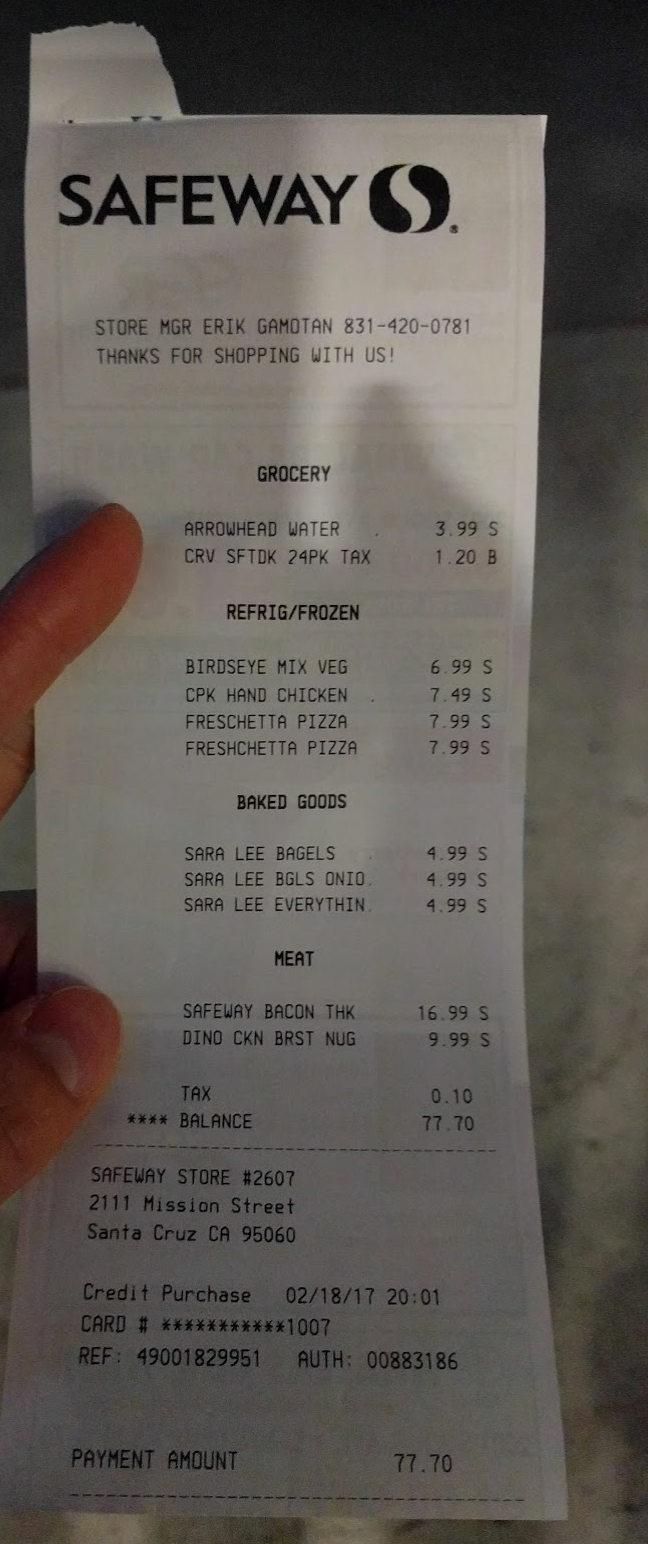 SAFEWAY
STORE MGR ERIK GAMOTAN 831-420-0781
THANKS FOR SHOPPING WITH US!
GROCERY
ARROWHEAD WATER . 3.99 S
CRV SFTDK 24PK TAX 1.20 B
REFRIG/FROZEN
BIRDSEYE MIX VEG 6.99 S
CPK HAND CHICKEN . 7.49 S
FRESCHETTA PIZZA 7.99 S
FRESHCHETTA PIZZA 7.99 S
BAKED GOODS
SARA LEE BAGELS . 4.99 S
SARA LEE BGLS ONIO. 4.99 S
SARA LEE EVERYTHIN. 4.99 S
MEAT
SAFEWAY BACON THK 16.99 S
DINO CKN BRST NUG 9.99 S
TAX 0.10
**** BALANCE 77.70
SAFEWAY STORE #2607
2111 Mission Street
Santa Cruz CA 95060
Credit Purchase 02/18/17 20:01
CARD # ***********1007
REF: 49001829951 AUTH: 00883186
PAYMENT AMOUNT 77.70